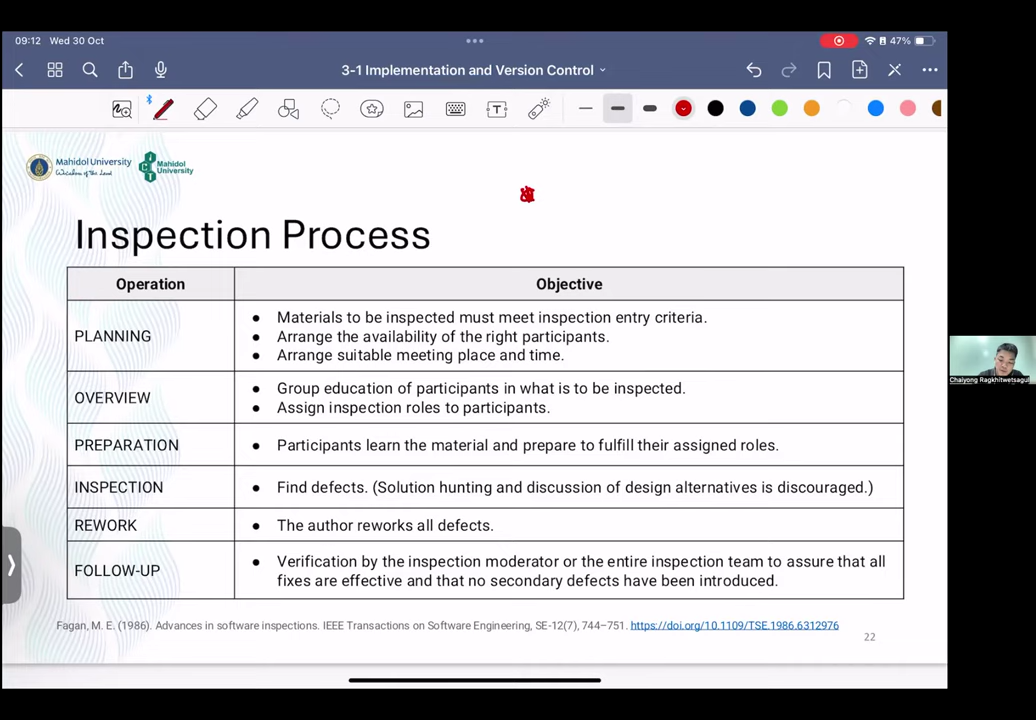 09:12 Wed 30 Oct
47%
3-1 Implementation and Version Control
Mahidol University
Wisdom of the Land
ICT
Mahidol
University
Inspection Process
Operation Objective
PLANNING
● Materials to be inspected must meet inspection entry criteria.
● Arrange the availability of the right participants.
● Arrange suitable meeting place and time.
OVERVIEW
● Group education of participants in what is to be inspected.
● Assign inspection roles to participants.
PREPARATION
● Participants learn the material and prepare to fulfill their assigned roles.
INSPECTION
● Find defects. (Solution hunting and discussion of design alternatives is discouraged.)
REWORK
● The author reworks all defects.
FOLLOW-UP
● Verification by the inspection moderator or the entire inspection team to assure that all
fixes are effective and that no secondary defects have been introduced.
Fagan, M. E. (1986). Advances in software inspections. IEEE Transactions on Software Engineering, SE-12(7), 744–751. https://doi.org/10.1109/TSE.1986.6312976
22
Chaiyong Ragkhitwetsagul